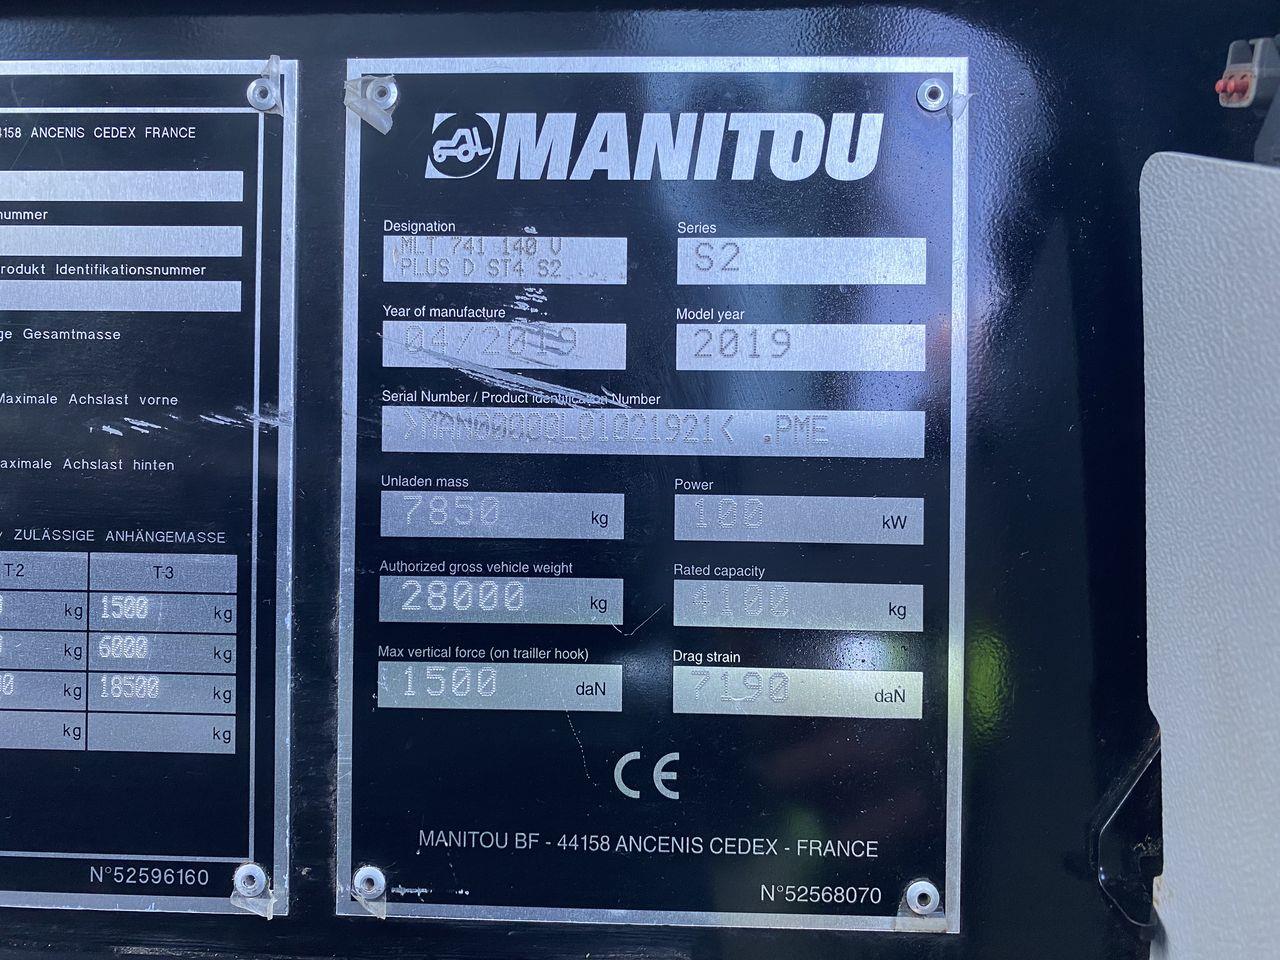 44158 ANCENIS CEDEX FRANCE
nummer
rodukt Identifikationsnummer
ge Gesamtmasse
Maximale Achslast vorne
aximale Achslast hinten
ZULÄSSIGE ANHÄNGEMASSE
T-2 T-3
kg 1500 kg
kg 6000 kg
kg 18500 kg
kg kg
N°52596160
MANITOU
Designation
MLT 741 140 V
PLUS D ST4 S2
Series
S2
Year of manufacture
04/2019
Model year
2019
Serial Number / Product identification Number
>MAN00000L01021921< .PME
Unladen mass
7850 kg
Power
100 kW
Authorized gross vehicle weight
28000 kg
Rated capacity
4100 kg
Max vertical force (on trailler hook)
1500 daN
Drag strain
7190 daN
CE
MANITOU BF - 44158 ANCENIS CEDEX - FRANCE
N°52568070